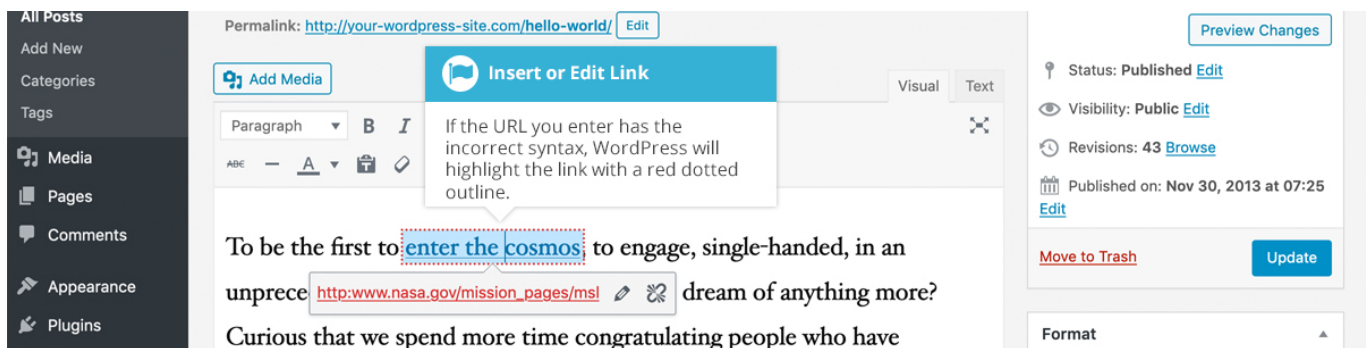 All Posts
Add New
Categories
Tags
Media
Pages
Comments
Appearance
Plugins
Permalink: http://your-wordpress-site.com/hello-world/ Edit
Add Media
Visual Text
Paragraph B I
ABC A
Insert or Edit Link
If the URL you enter has the
incorrect syntax, WordPress will
highlight the link with a red dotted
outline.
To be the first to enter the cosmos, to engage, single-handed, in an
unprece http:www.nasa.gov/mission_pages/msl dream of anything more?
Curious that we spend more time congratulating people who have
Preview Changes
Status: Published Edit
Visibility: Public Edit
Revisions: 43 Browse
Published on: Nov 30, 2013 at 07:25
Edit
Move to Trash Update
Format